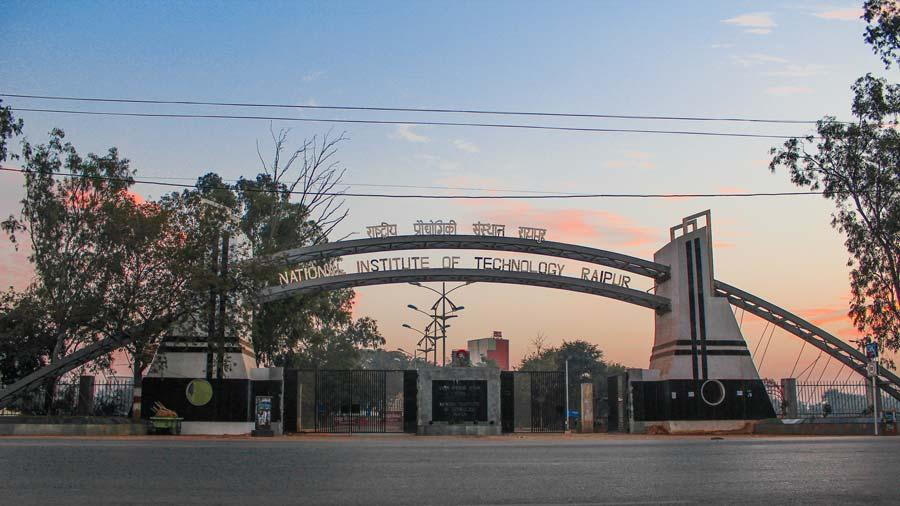 राष्ट्रीय प्रौद्योगिकी संस्थान रायपुर
NATIONAL INSTITUTE OF TECHNOLOGY RAIPUR